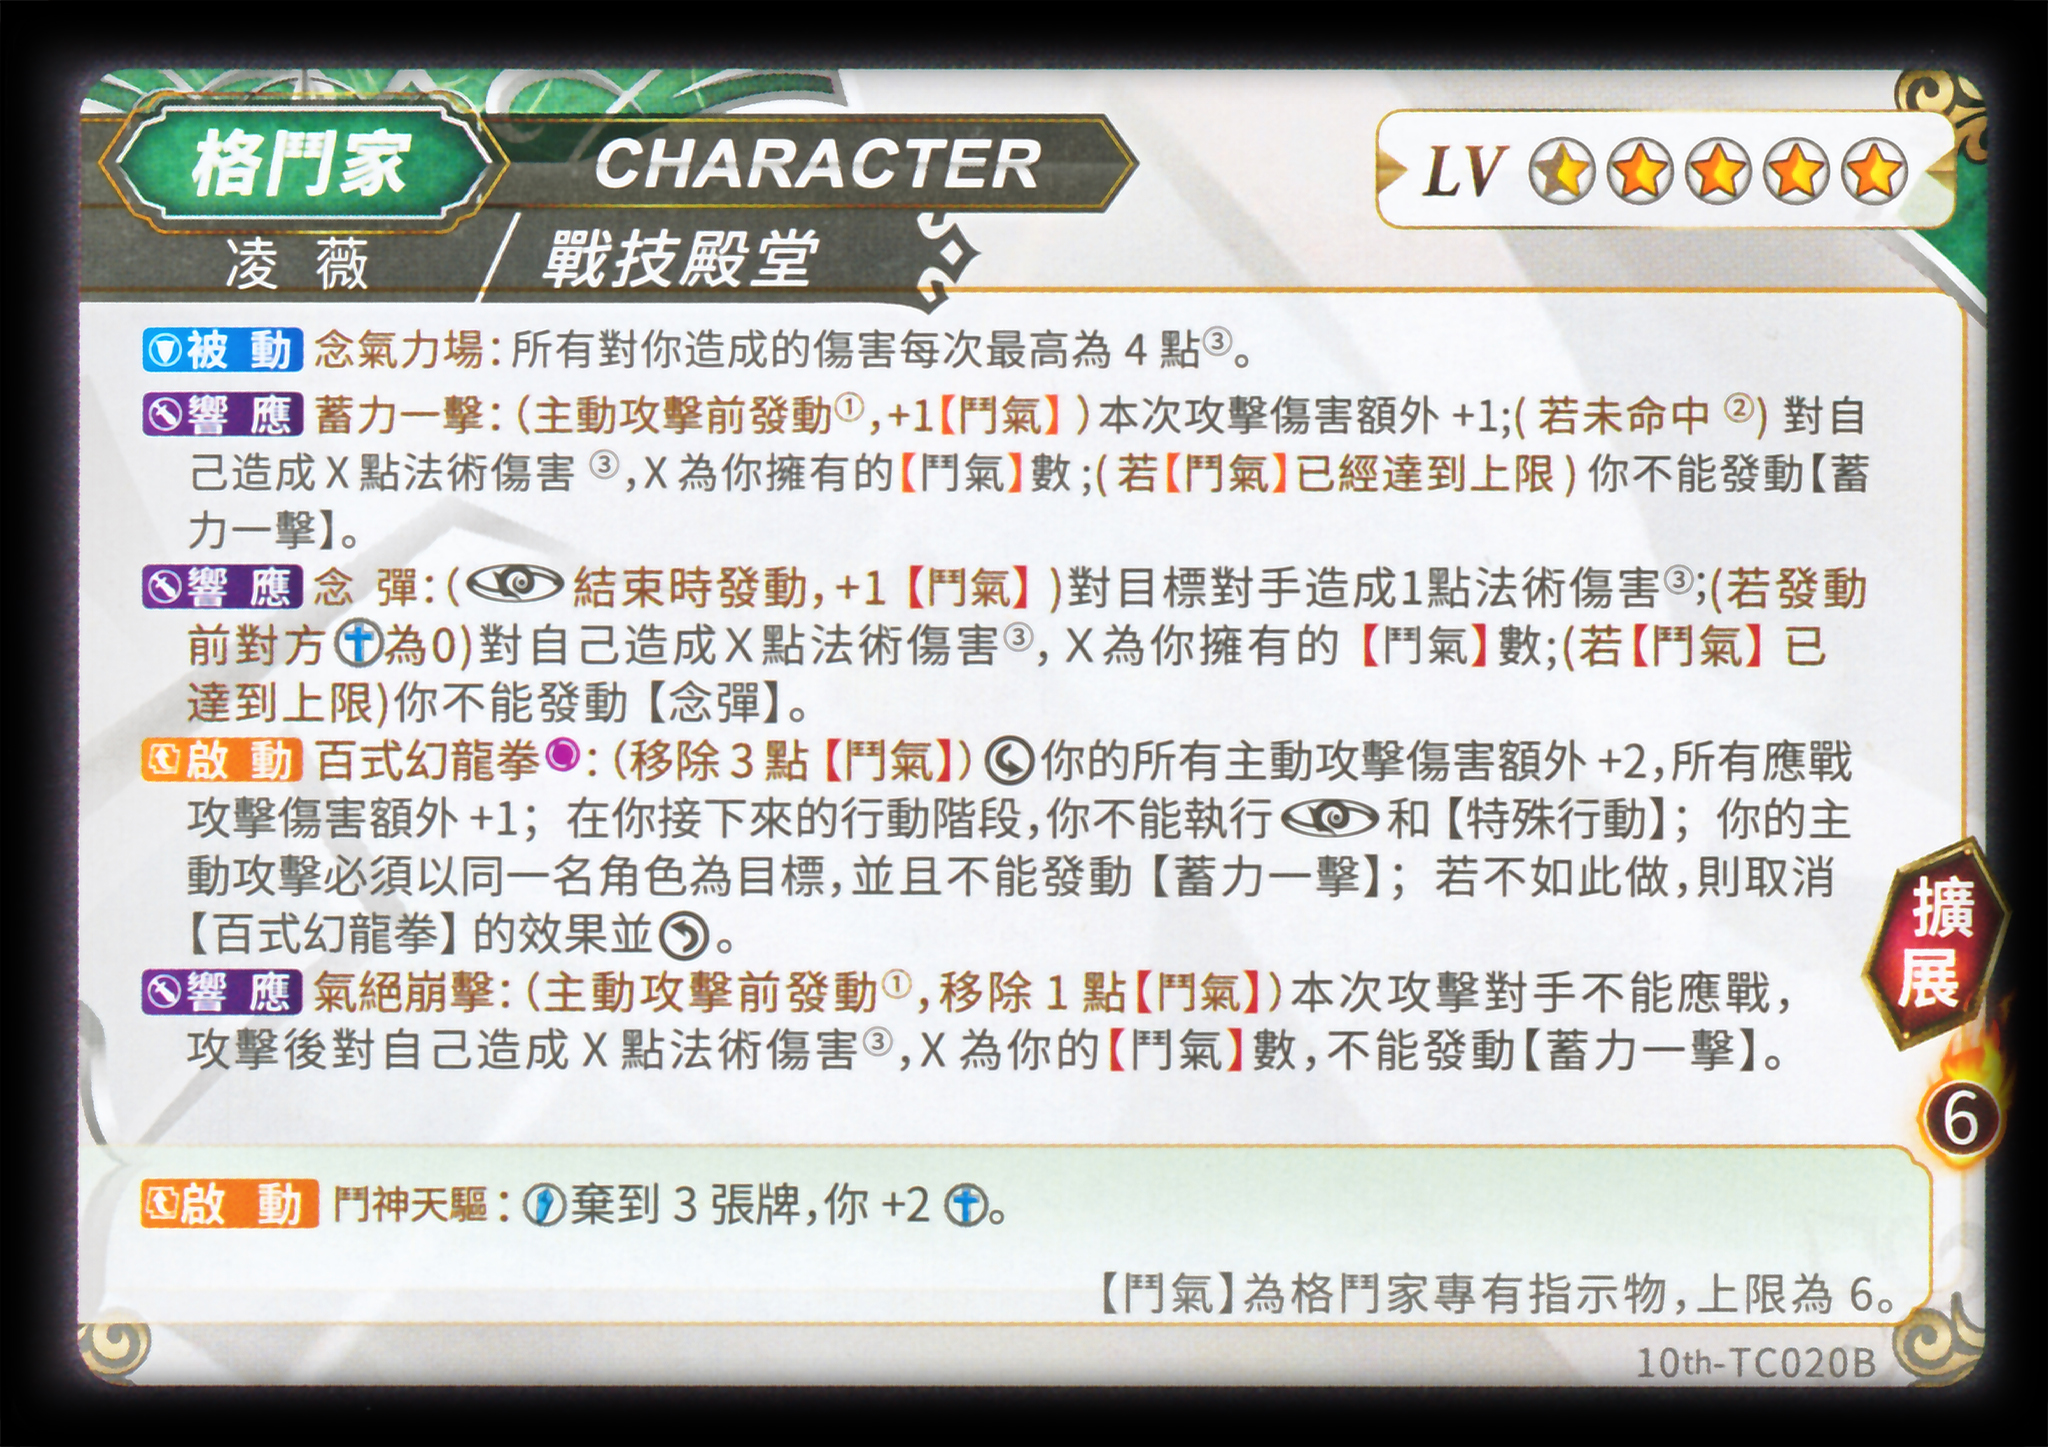 格鬥家 CHARACTER LV
凌薇 / 戰技殿堂
被動 念氣力場：所有對你造成的傷害每次最高為 4 點③。
響應 蓄力一擊：（主動攻擊前發動①，+1【鬥氣】）本次攻擊傷害額外 +1;( 若未命中 ②) 對自
己造成 X 點法術傷害 ③，X 為你擁有的【鬥氣】數 ;( 若【鬥氣】已經達到上限 ) 你不能發動【蓄
力一擊】。
響應 念 彈：( 結束時發動，+1【鬥氣】)對目標對手造成1點法術傷害③;(若發動
前對方 為0)對自己造成 X 點法術傷害③，X 為你擁有的【鬥氣】數;(若【鬥氣】已
達到上限)你不能發動【念彈】。
啟動 百式幻龍拳：（移除 3 點【鬥氣】）你的所有主動攻擊傷害額外 +2，所有應戰
攻擊傷害額外 +1；在你接下來的行動階段，你不能執行 和【特殊行動】；你的主
動攻擊必須以同一名角色為目標，並且不能發動【蓄力一擊】；若不如此做，則取消
【百式幻龍拳】的效果並 。
響應 氣絕崩擊：（主動攻擊前發動①，移除 1 點【鬥氣】）本次攻擊對手不能應戰，
攻擊後對自己造成 X 點法術傷害③，X 為你的【鬥氣】數，不能發動【蓄力一擊】。
擴展
6
啟動 鬥神天驅：棄到 3 張牌，你 +2 。
【鬥氣】為格鬥家專有指示物，上限為 6。
10th-TC020B